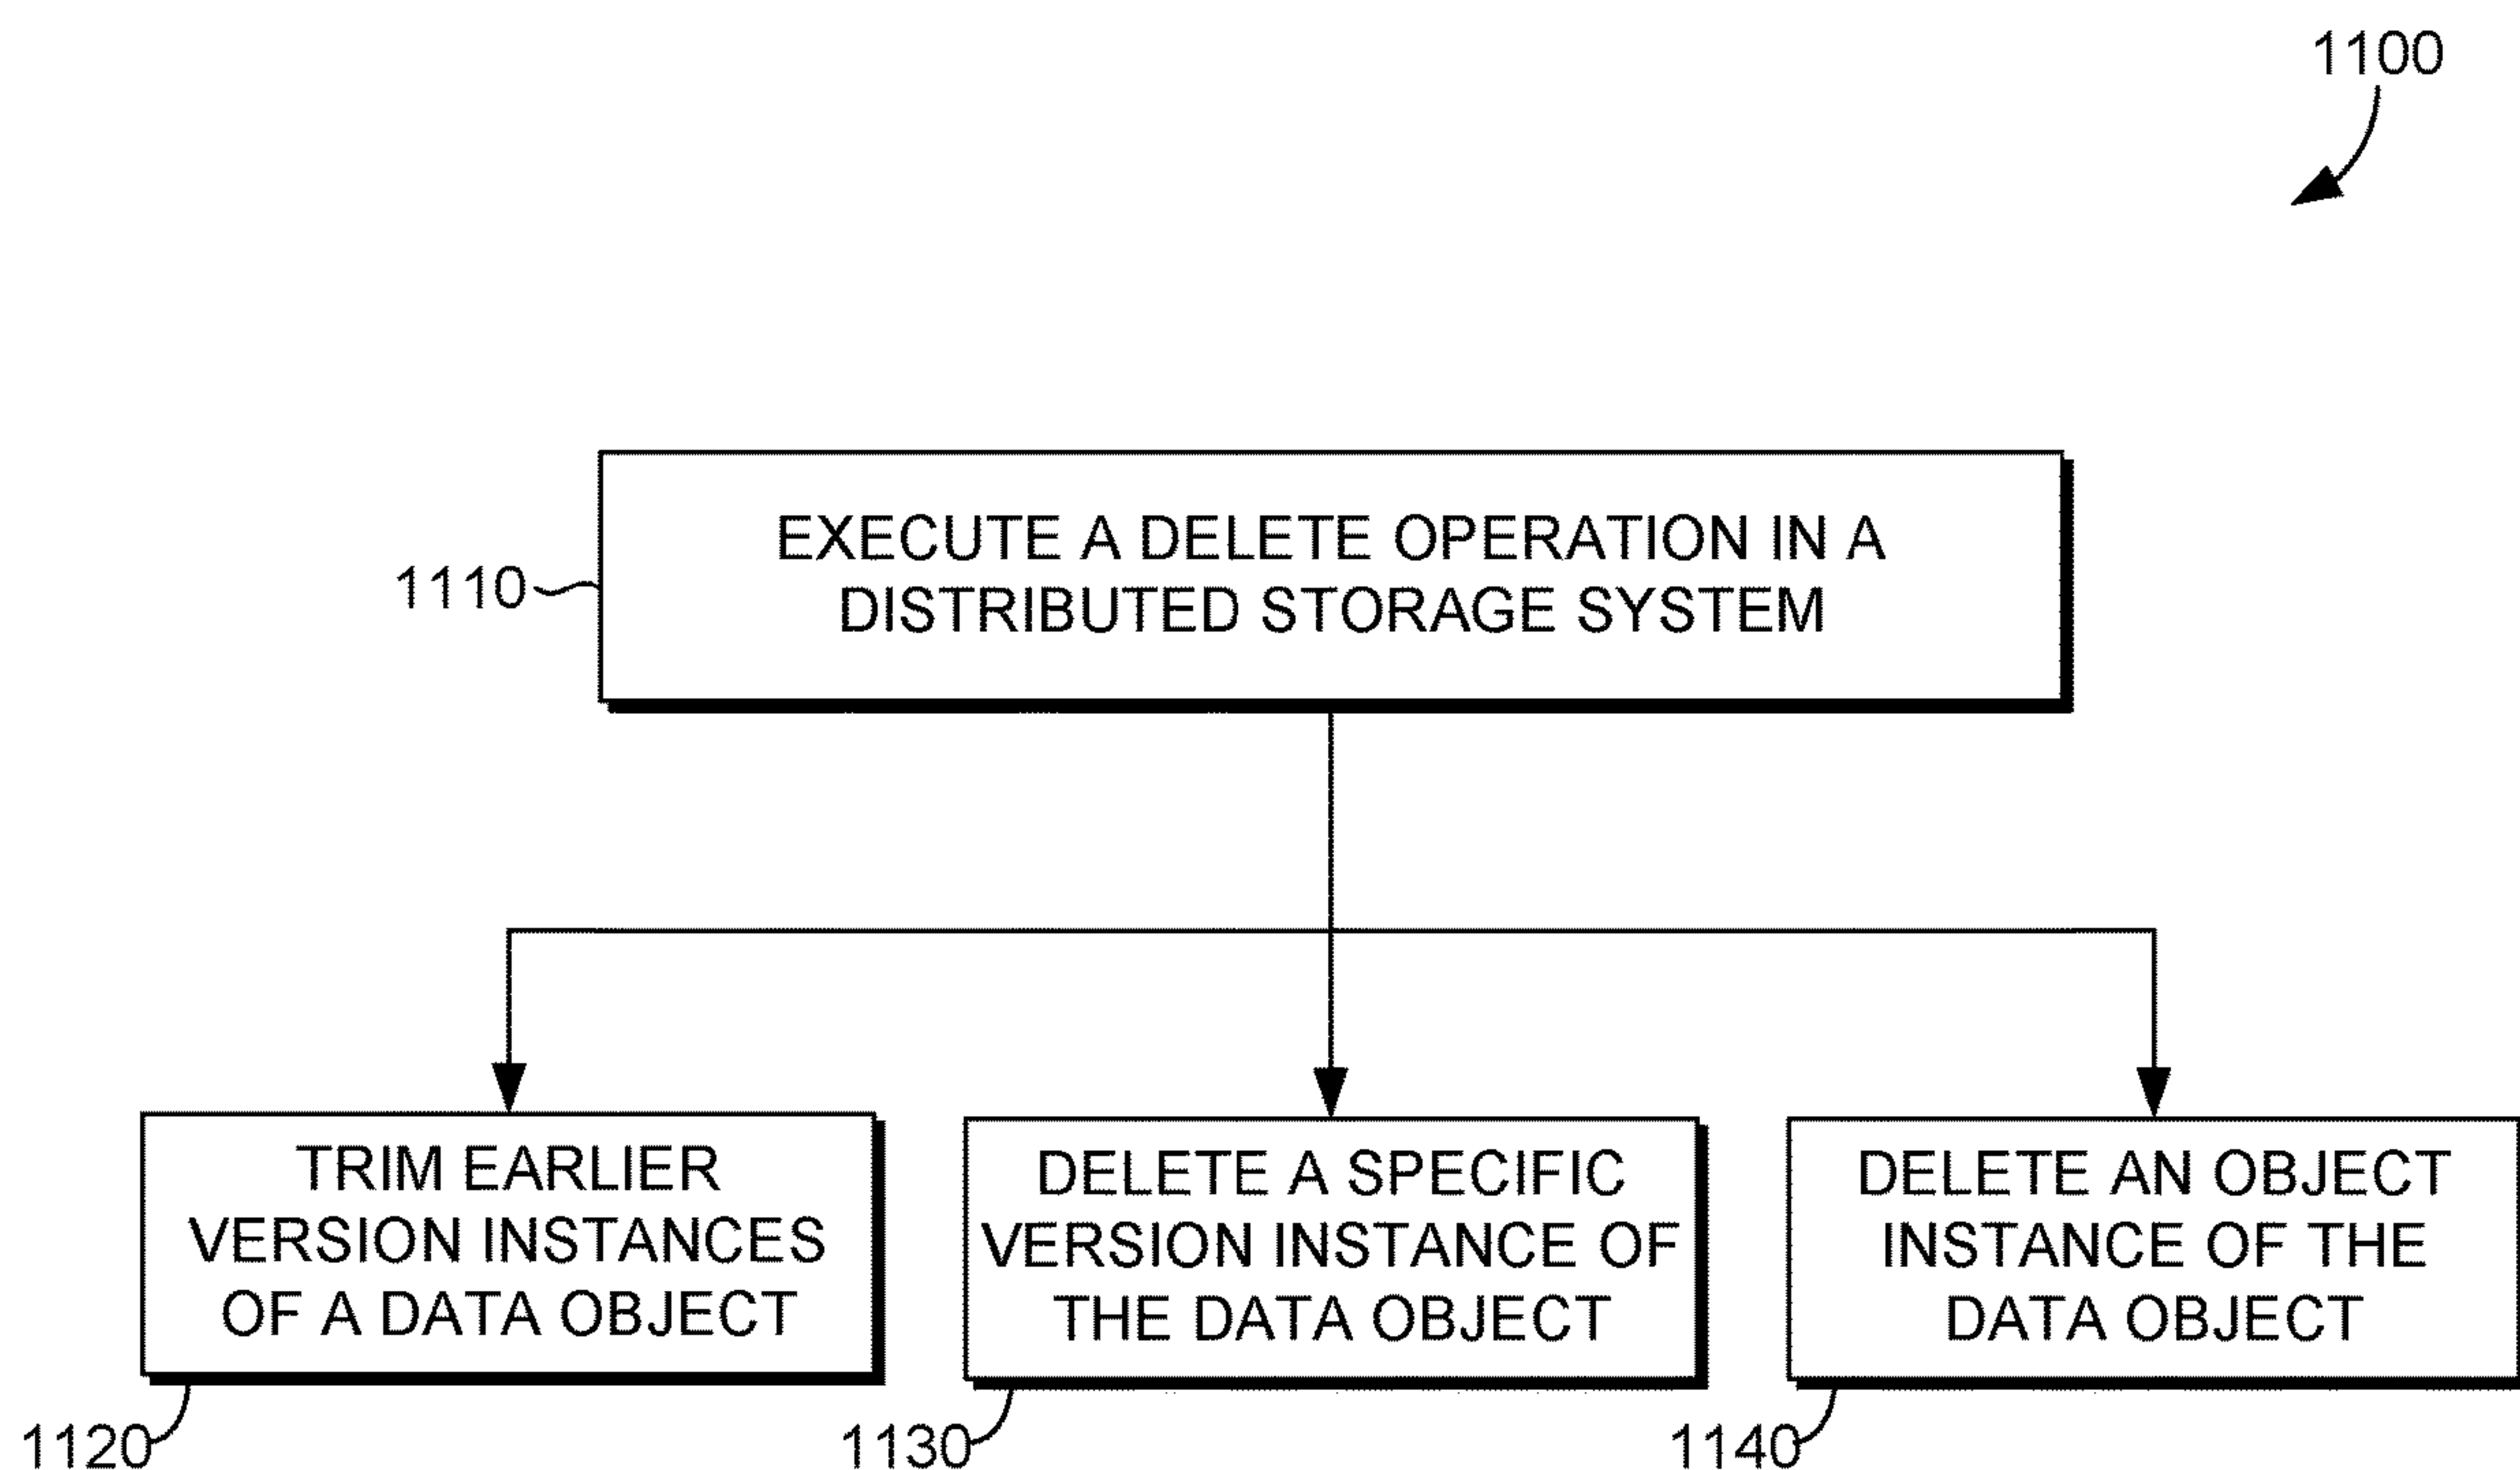 1100
EXECUTE A DELETE OPERATION IN A
1110
DISTRIBUTED STORAGE SYSTEM
TRIM EARLIER
VERSION INSTANCES
OF A DATA OBJECT
1120
DELETE A SPECIFIC
VERSION INSTANCE OF
THE DATA OBJECT
1130
DELETE AN OBJECT
INSTANCE OF THE
DATA OBJECT
1140